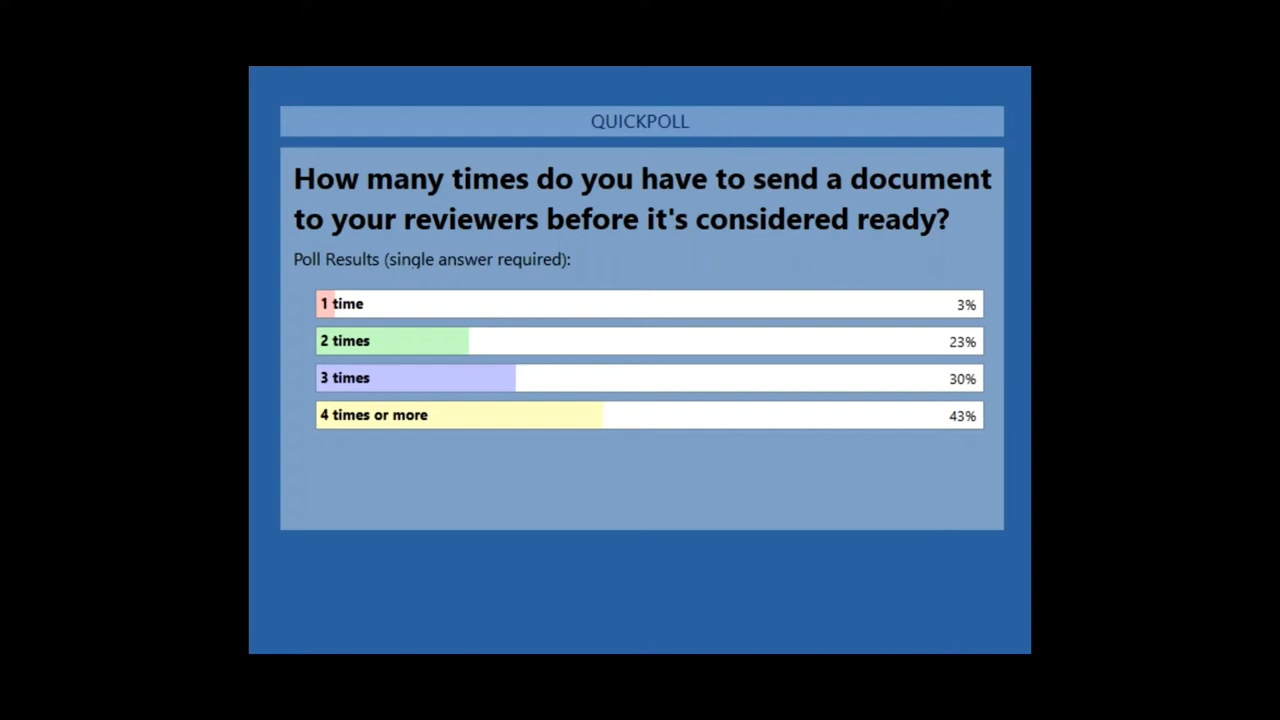 QUICKPOLL
How many times do you have to send a document
to your reviewers before it's considered ready?
Poll Results (single answer required):
1 time 3%
2 times 23%
3 times 30%
4 times or more 43%